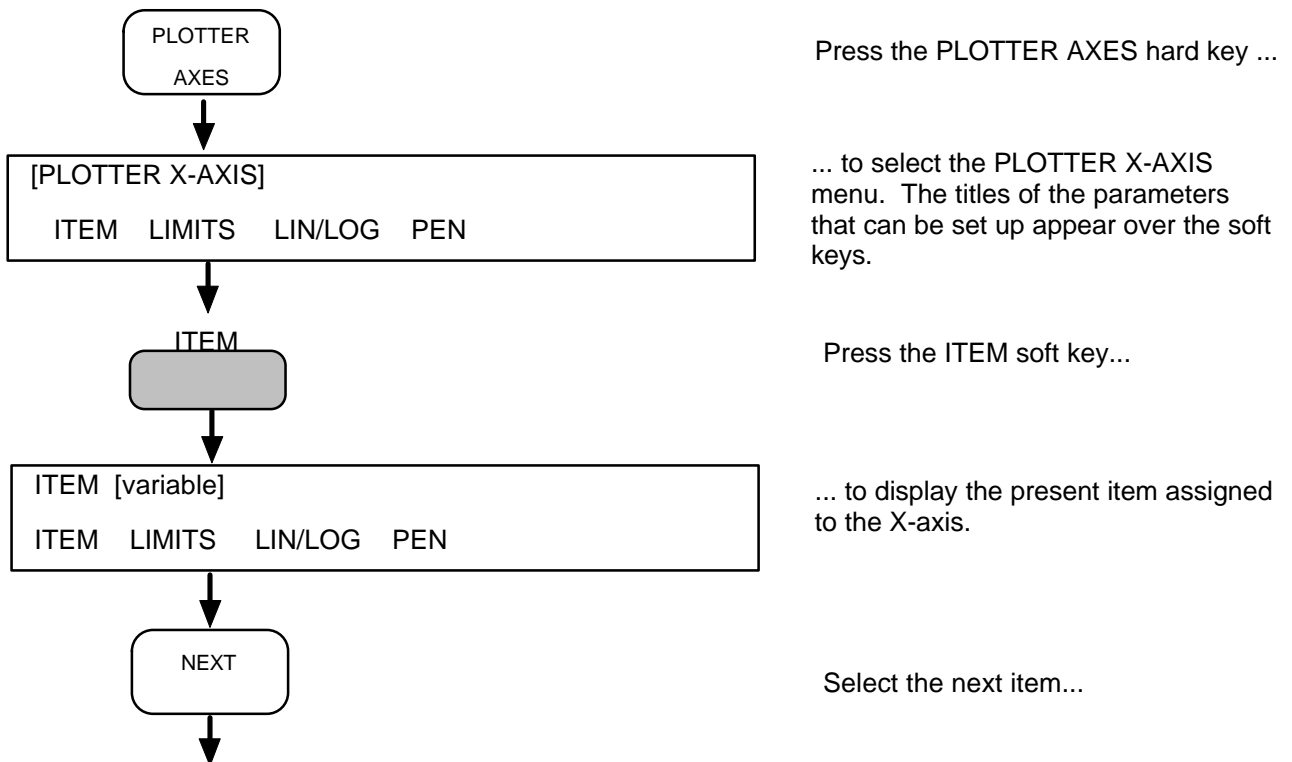 PLOTTER
AXES
Press the PLOTTER AXES hard key ...
[PLOTTER X-AXIS]
ITEM LIMITS LIN/LOG PEN
... to select the PLOTTER X-AXIS
menu. The titles of the parameters
that can be set up appear over the soft
keys.
ITEM
Press the ITEM soft key...
ITEM [variable]
ITEM LIMITS LIN/LOG PEN
... to display the present item assigned
to the X-axis.
NEXT
Select the next item...